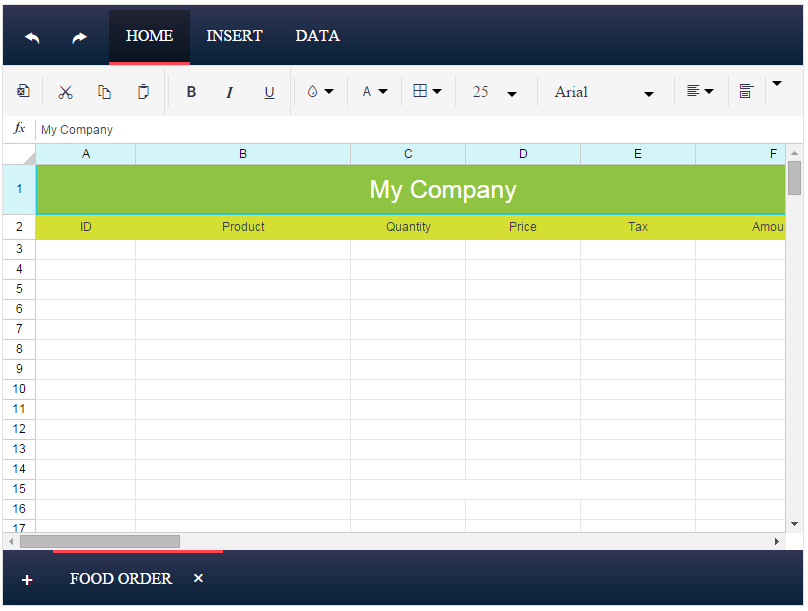 HOME INSERT DATA
B I U A 25 Arial
fx My Company
A B C D E F
1 My Company
2 ID Product Quantity Price Tax Amou
3
4
5
6
7
8
9
10
11
12
13
14
15
16
17
+ FOOD ORDER ×